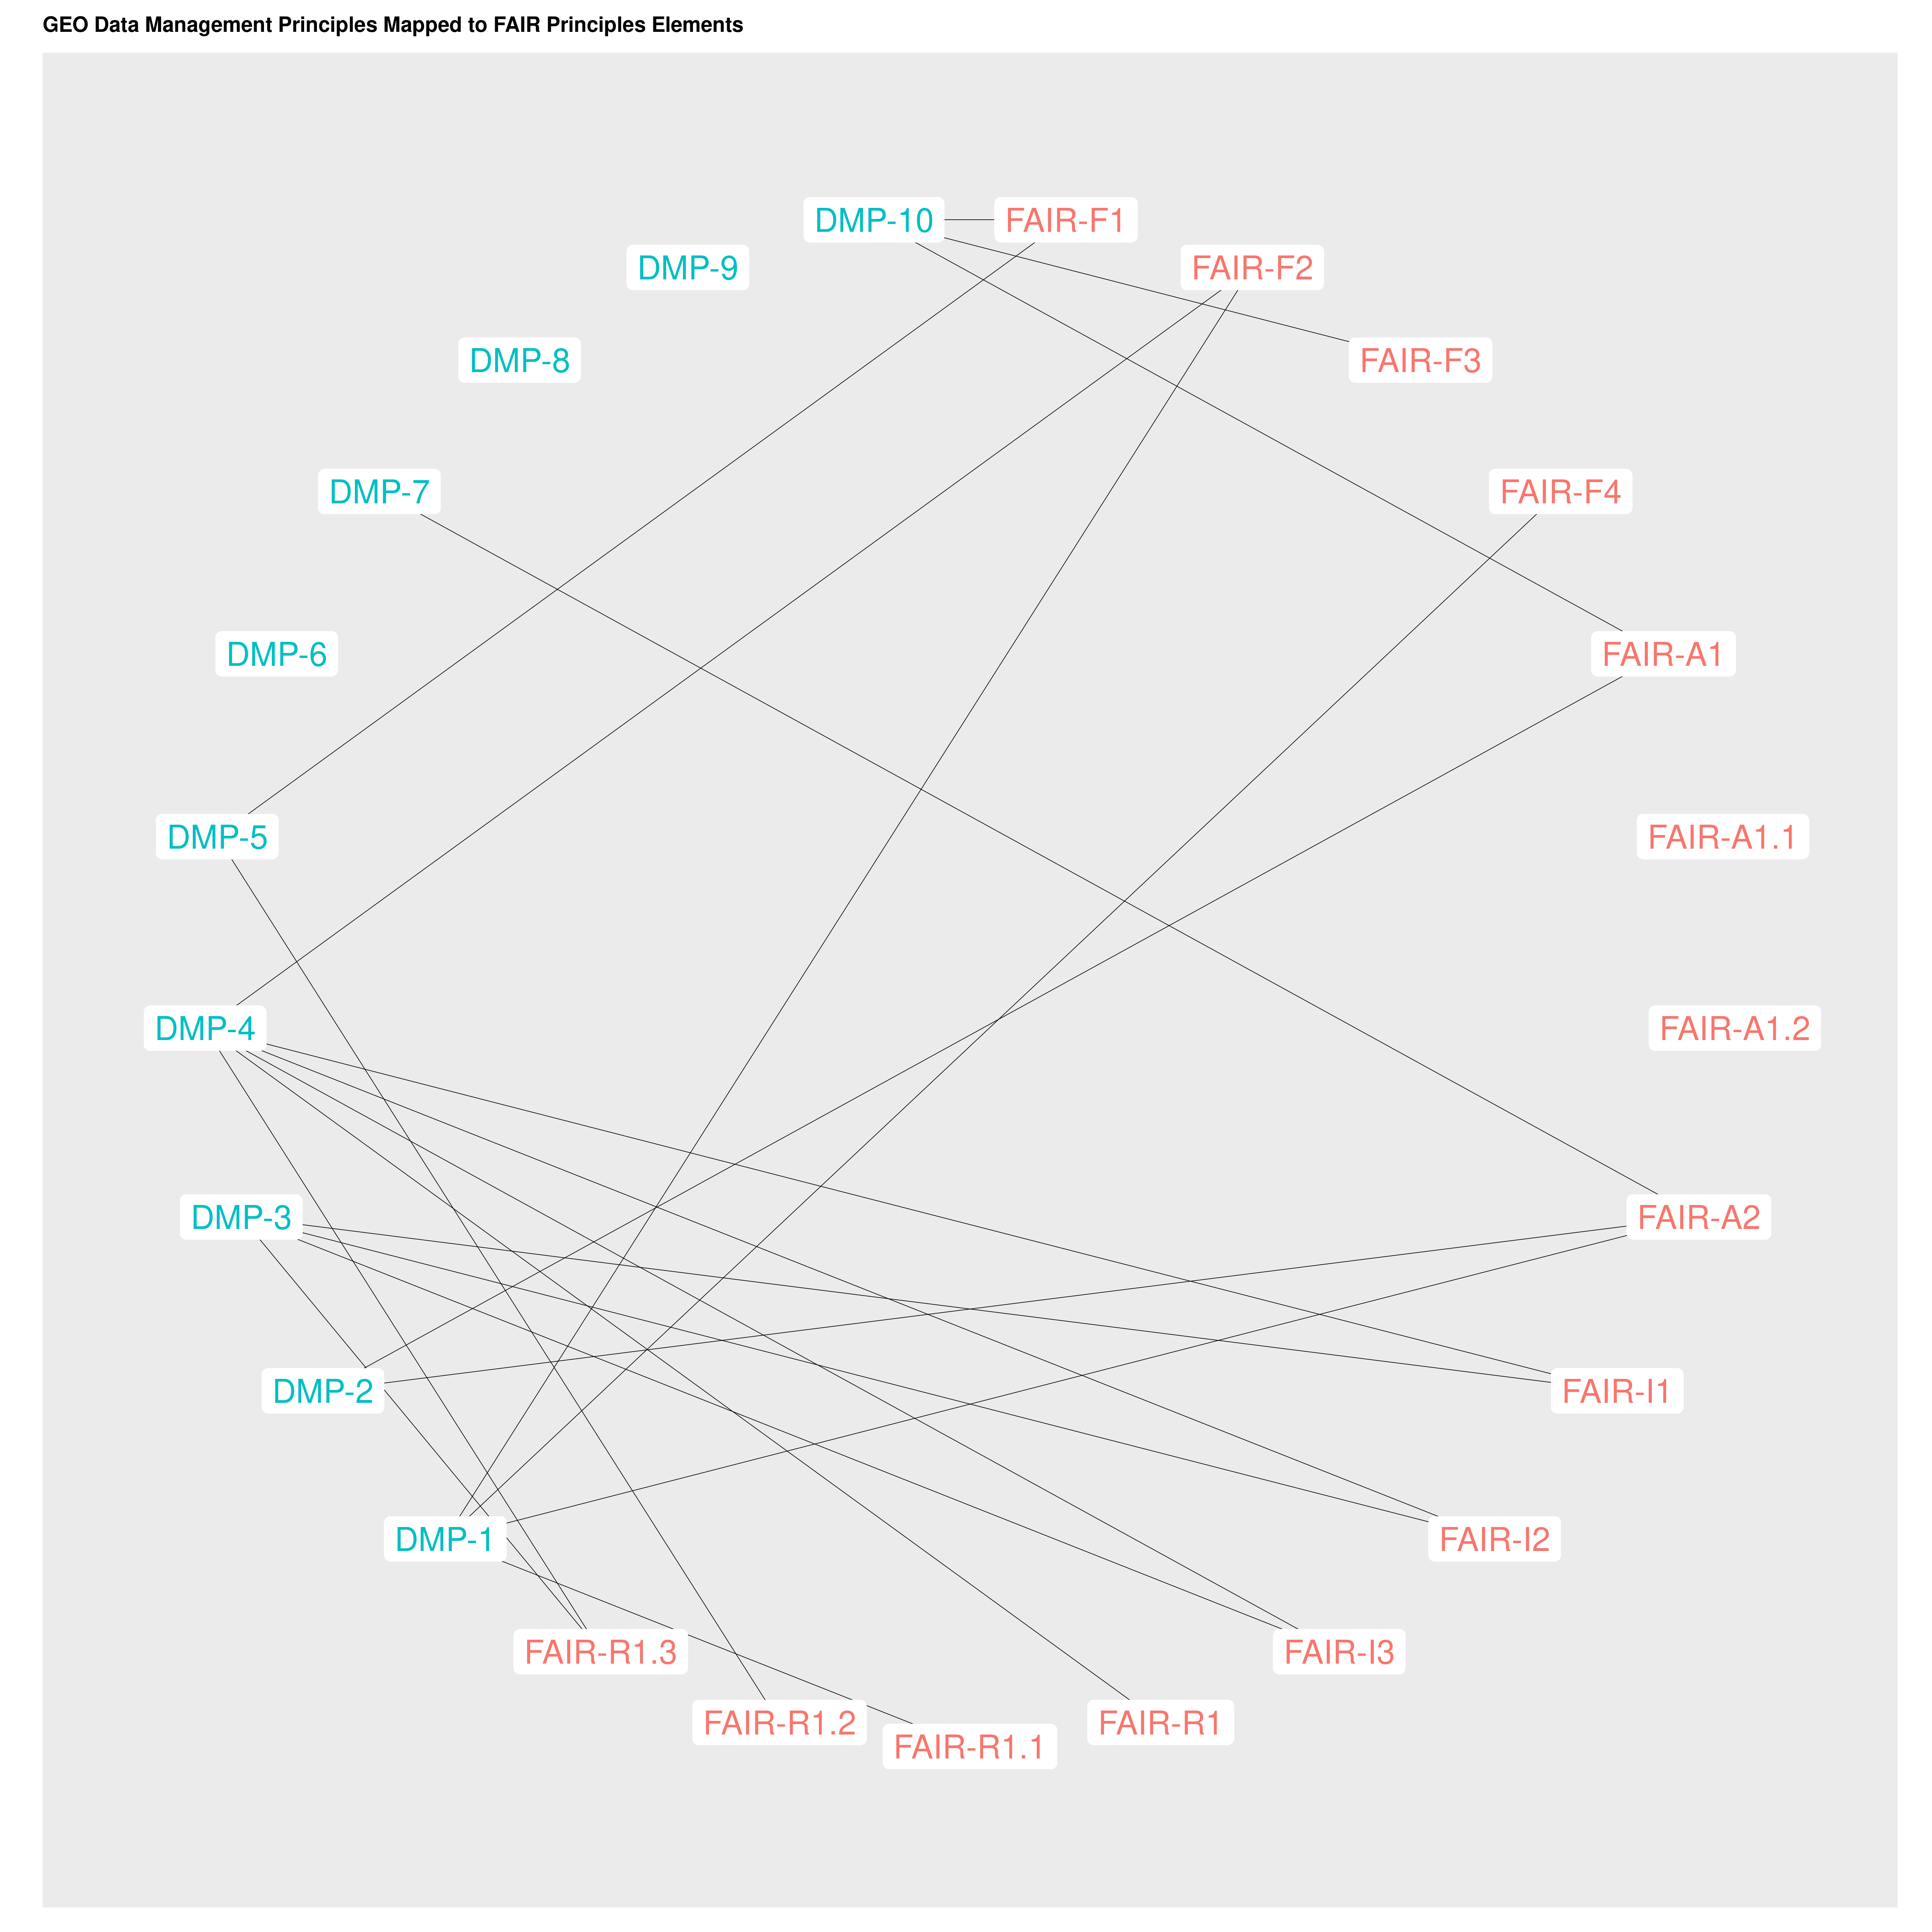 GEO Data Management Principles Mapped to FAIR Principles Elements
DMP-10
FAIR-F1
DMP-9
FAIR-F2
DMP-8
FAIR-F3
DMP-7
FAIR-F4
DMP-6
FAIR-A1
DMP-5
FAIR-A1.1
DMP-4
FAIR-A1.2
DMP-3
FAIR-A2
DMP-2
FAIR-I1
DMP-1
FAIR-I2
FAIR-R1.3
FAIR-I3
FAIR-R1.2
FAIR-R1
FAIR-R1.1